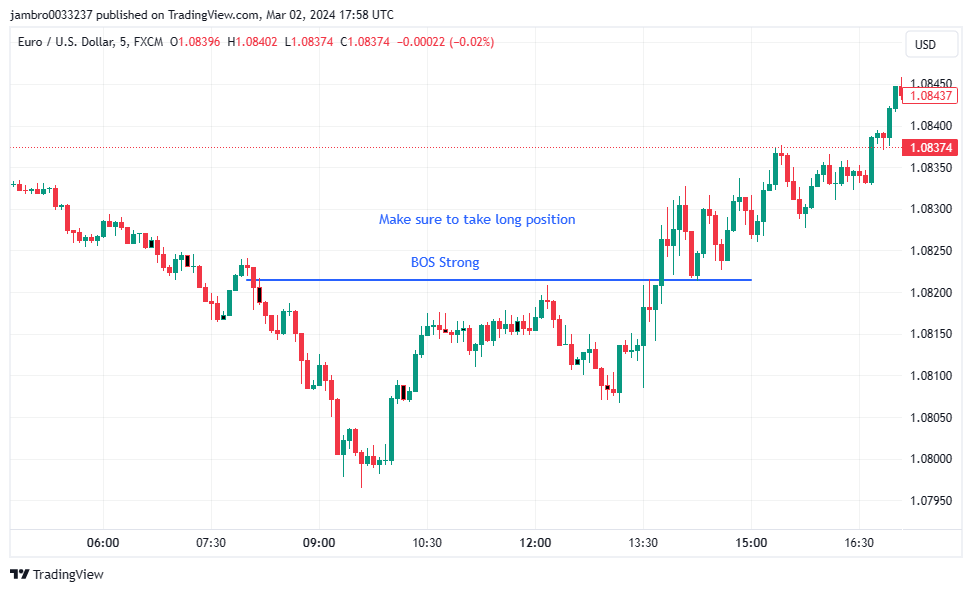 jambro0033237 published on TradingView.com, Mar 02, 2024 17:58 UTC
Euro / U.S. Dollar, 5, FXCM O1.08396 H1.08402 L1.08374 C1.08374 −0.00022 (−0.02%)
USD
1.08450
1.08437
1.08400
1.08374
1.08350
1.08300
Make sure to take long position
BOS Strong
1.08250
1.08200
1.08150
1.08100
1.08050
1.08000
1.07950
06:00 07:30 09:00 10:30 12:00 13:30 15:00 16:30
TradingView